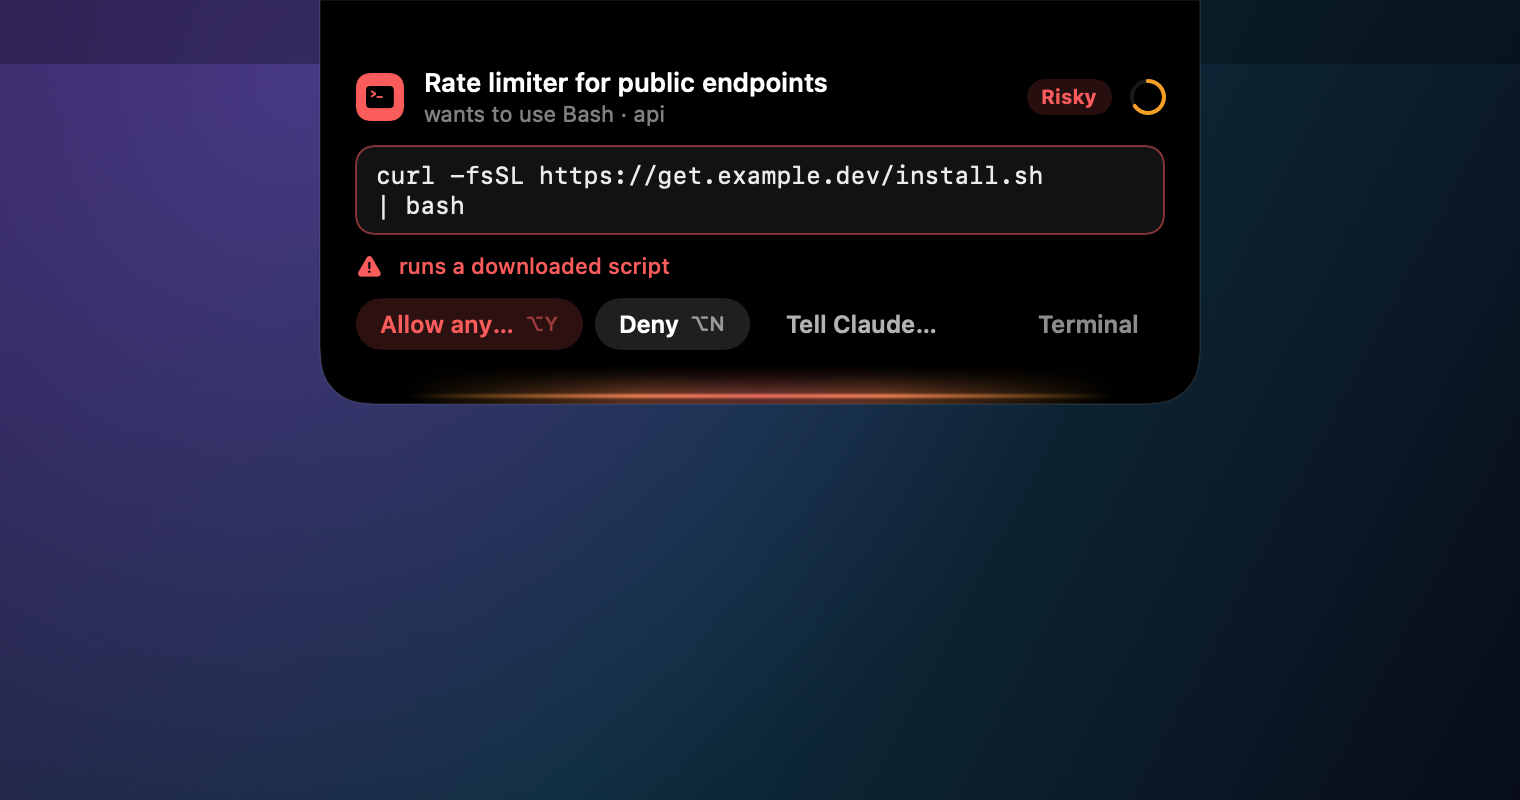 Rate limiter for public endpoints
wants to use Bash · api
Risky
curl -fsSL https://get.example.dev/install.sh
| bash
runs a downloaded script
Allow any... ⌥Y
Deny ⌥N
Tell Claude...
Terminal